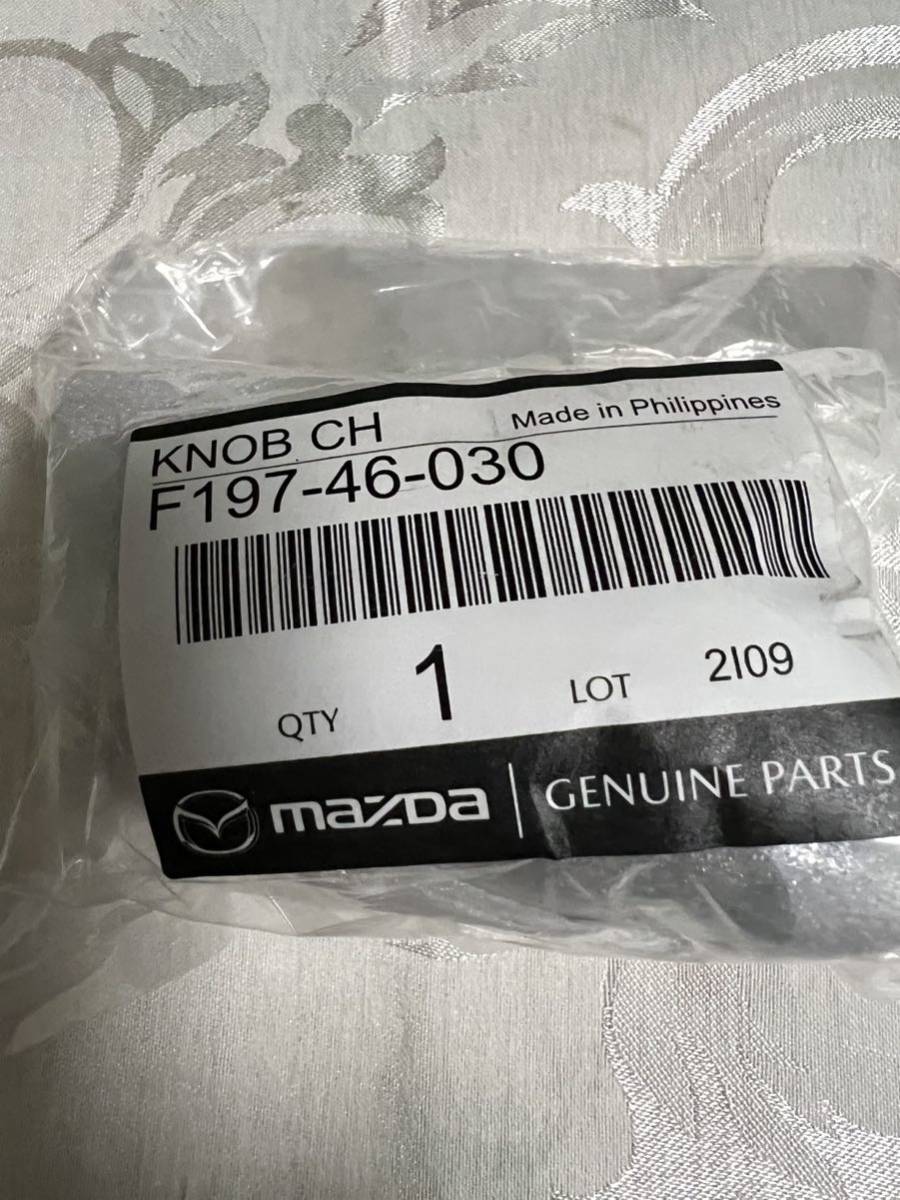 KNOB CH
Made in Philippines
F197-46-030
QTY 1 LOT 2I09
mazda | GENUINE PARTS